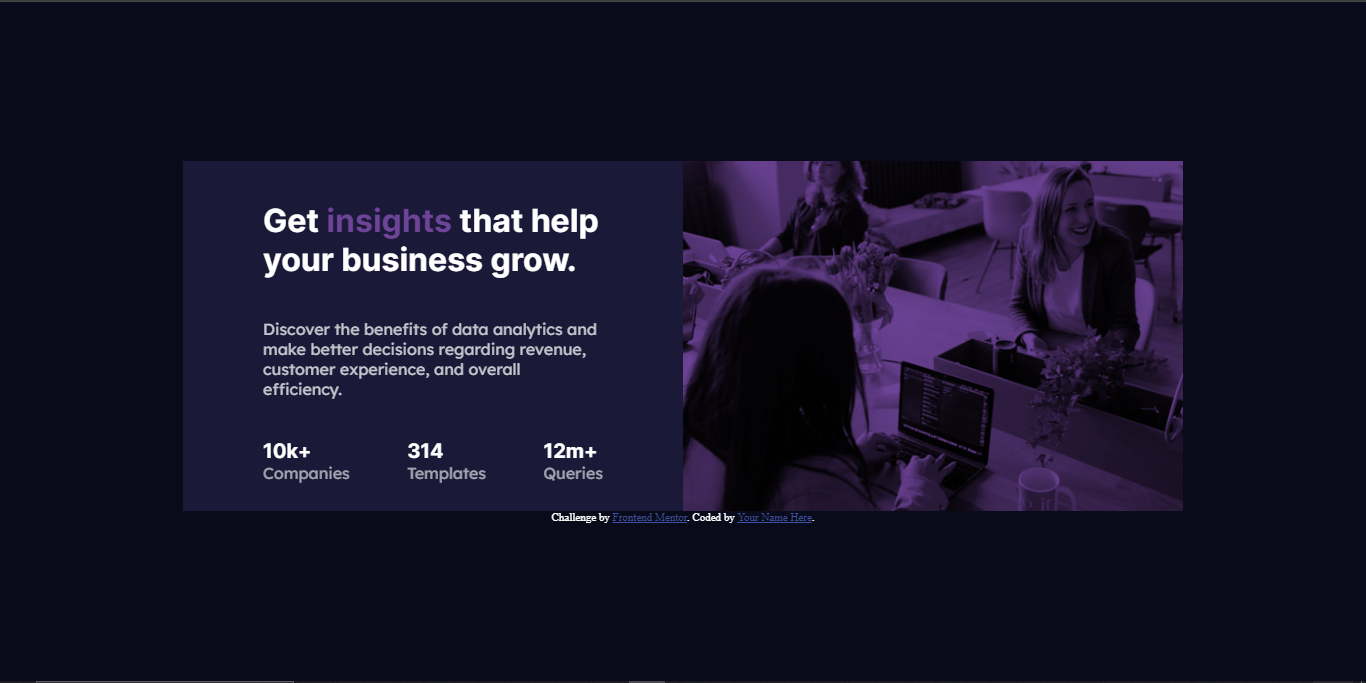 Get insights that help
your business grow.
Discover the benefits of data analytics and
make better decisions regarding revenue,
customer experience, and overall
efficiency.
10k+ 314 12m+
Companies Templates Queries
Challenge by Frontend Mentor. Coded by Your Name Here.